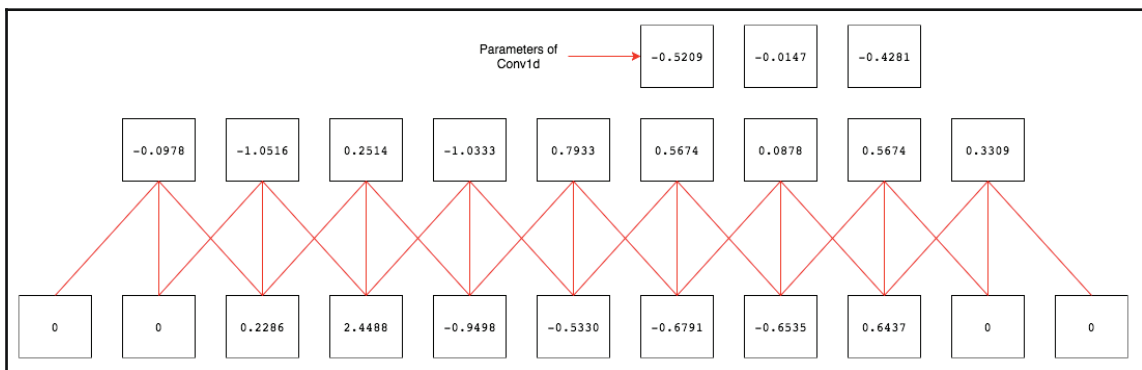 Parameters of
Conv1d
-0.5209 -0.0147 -0.4281
-0.0978 -1.0516 0.2514 -1.0333 0.7933 0.5674 0.0878 0.5674 0.3309
0 0 0.2286 2.4488 -0.9498 -0.5330 -0.6791 -0.6535 0.6437 0 0